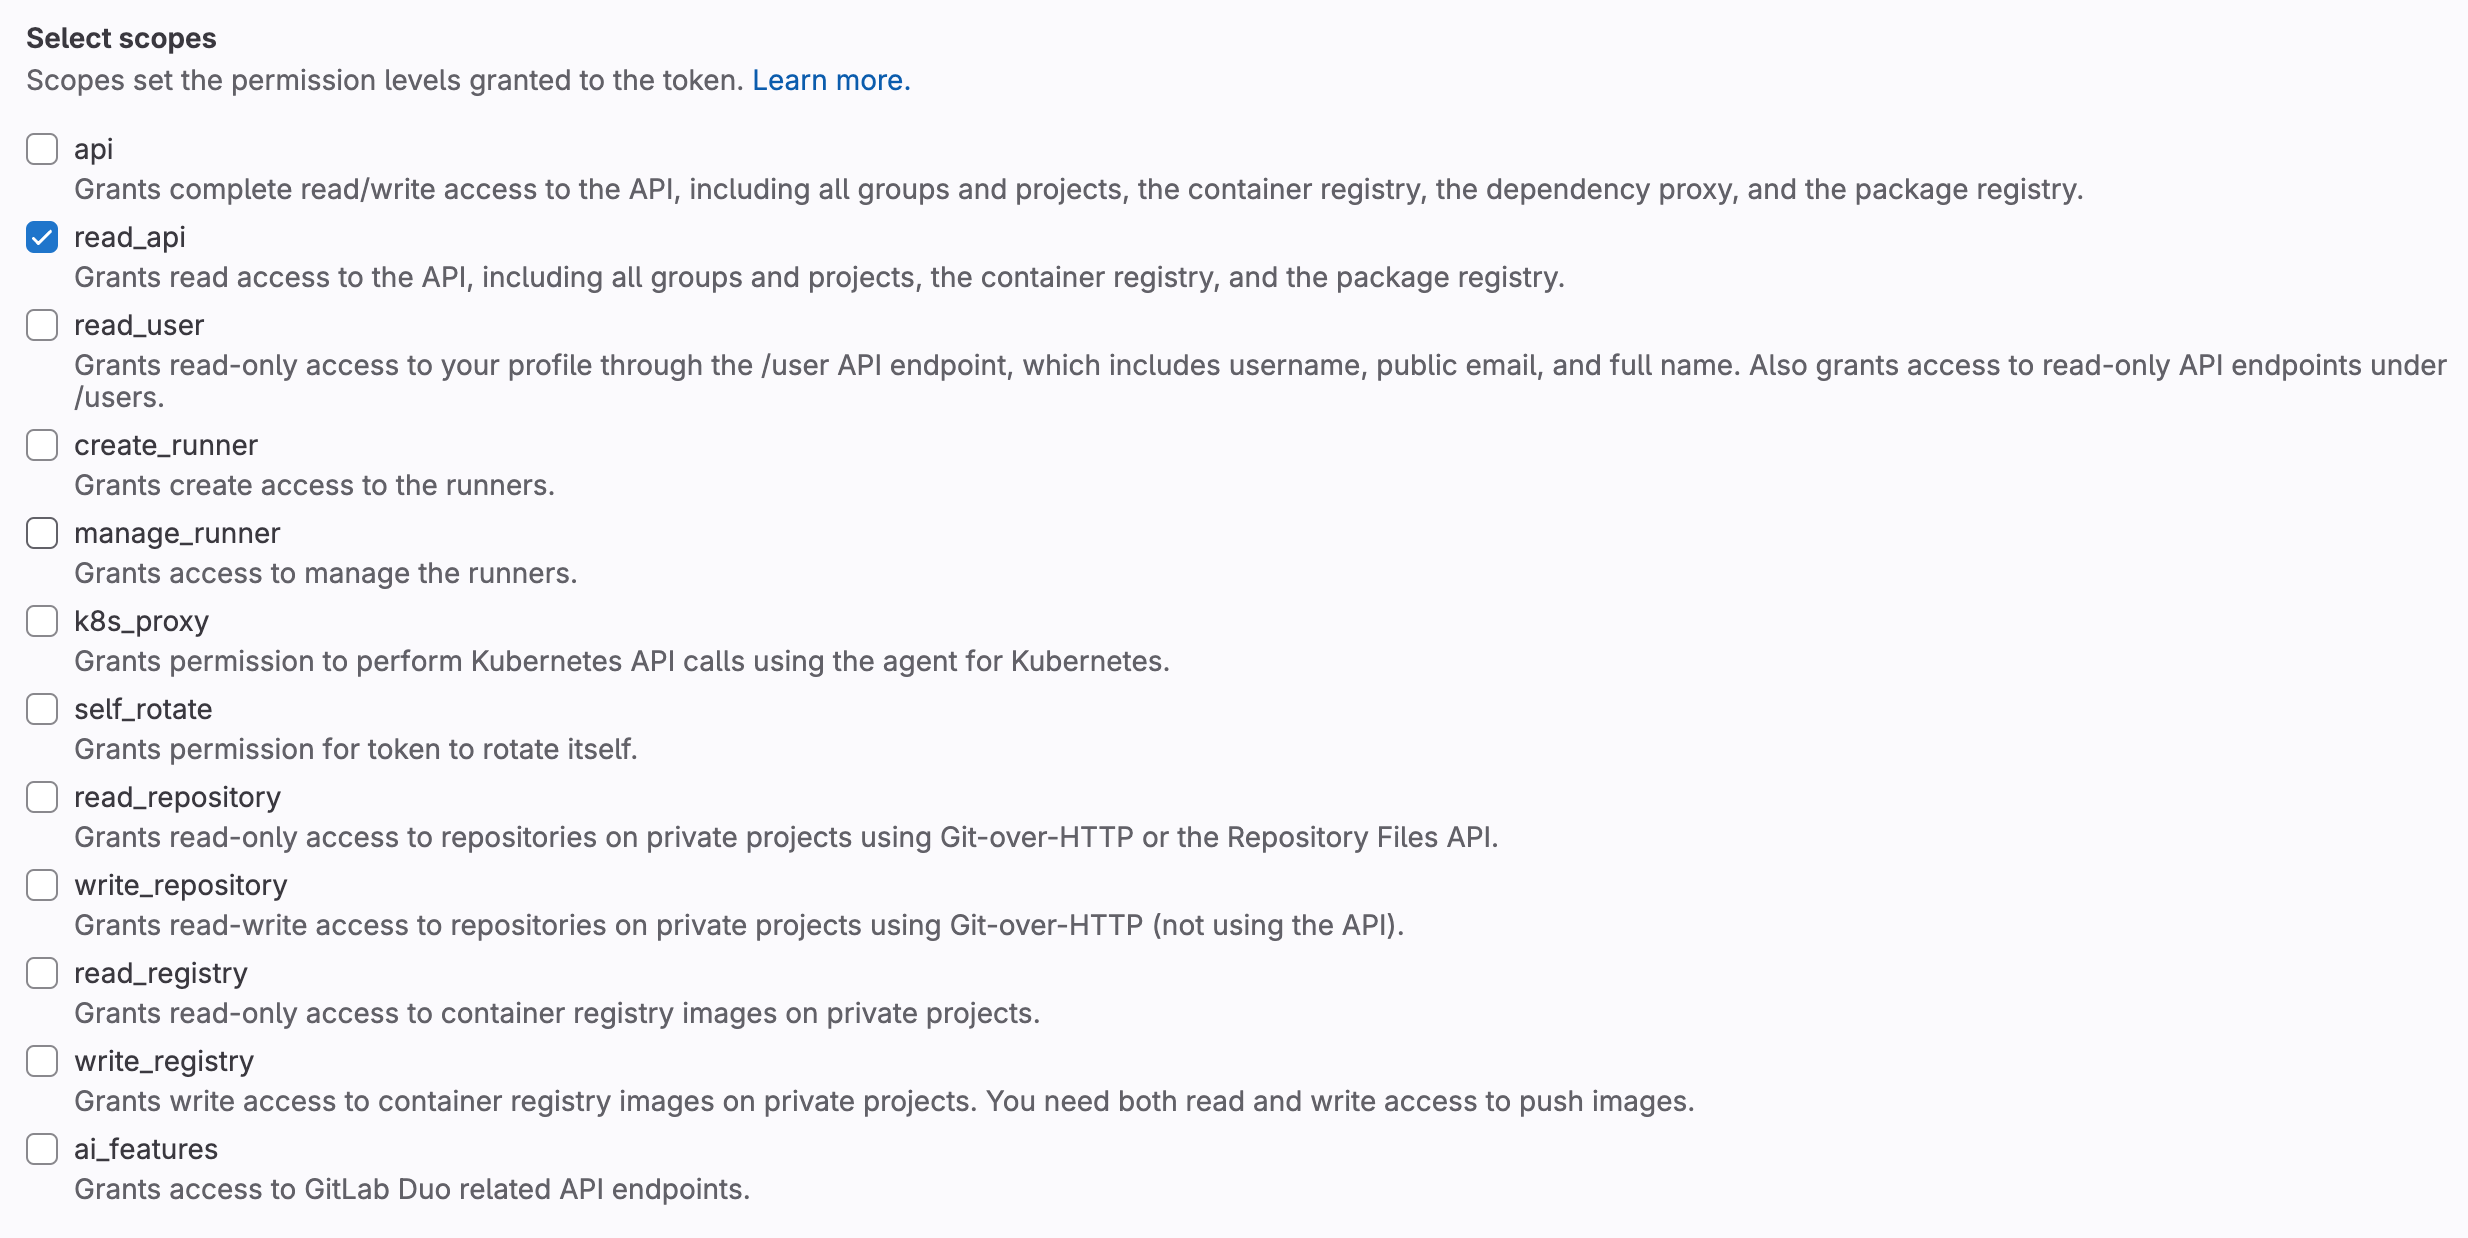 Select scopes
Scopes set the permission levels granted to the token. Learn more.
api
Grants complete read/write access to the API, including all groups and projects, the container registry, the dependency proxy, and the package registry.
read_api
Grants read access to the API, including all groups and projects, the container registry, and the package registry.
read_user
Grants read-only access to your profile through the /user API endpoint, which includes username, public email, and full name. Also grants access to read-only API endpoints under
/users.
create_runner
Grants create access to the runners.
manage_runner
Grants access to manage the runners.
k8s_proxy
Grants permission to perform Kubernetes API calls using the agent for Kubernetes.
self_rotate
Grants permission for token to rotate itself.
read_repository
Grants read-only access to repositories on private projects using Git-over-HTTP or the Repository Files API.
write_repository
Grants read-write access to repositories on private projects using Git-over-HTTP (not using the API).
read_registry
Grants read-only access to container registry images on private projects.
write_registry
Grants write access to container registry images on private projects. You need both read and write access to push images.
ai_features
Grants access to GitLab Duo related API endpoints.